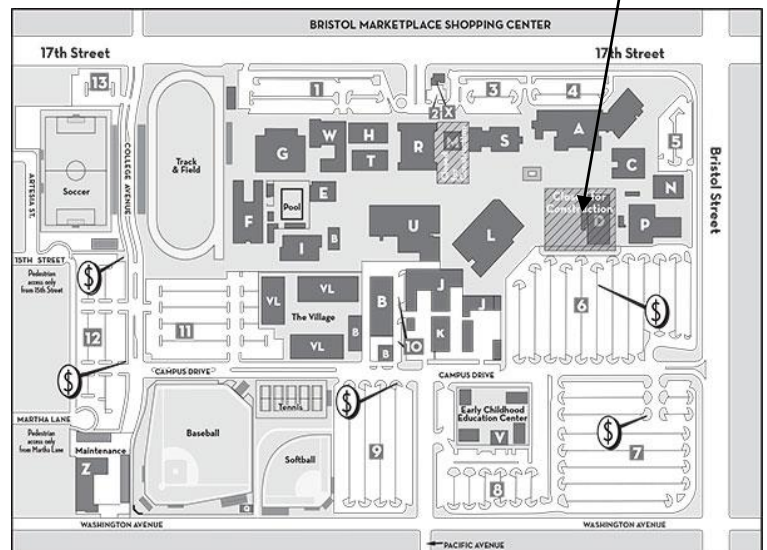 BRISTOL MARKETPLACE SHOPPING CENTER
17th Street
17th Street
13
1
2
X
3
4
5
COLLEGE AVENUE
Track
& Field
Soccer
ARTESIA ST.
G
W
H
T
R
M
S
A
C
N
Bristol Street
F
Pool
E
I
B
U
L
Closed for
Construction
D
P
15TH STREET
Pedestrian
access only
from 15th Street
$
12
11
VL
VL
The Village
VL
B
B
B
10
J
J
K
6
$
$
CAMPUS DRIVE
CAMPUS DRIVE
MARTHA LANE
Pedestrian
access only
from Martha Lane
Maintenance
Z
Baseball
Tennis
Softball
Q
$
9
Early Childhood
Education Center
V
8
$
7
WASHINGTON AVENUE
WASHINGTON AVENUE
PACIFIC AVENUE